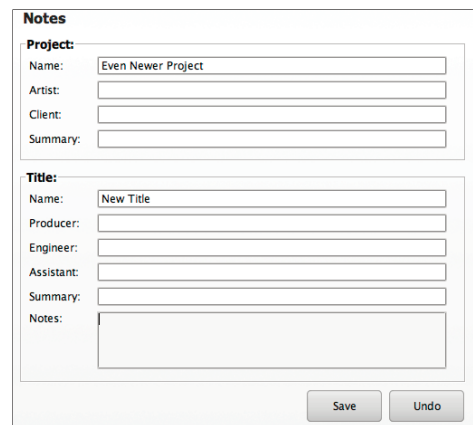 Notes
Project:
Name: Even Newer Project
Artist:
Client:
Summary:
Title:
Name: New Title
Producer:
Engineer:
Assistant:
Summary:
Notes:
Save Undo